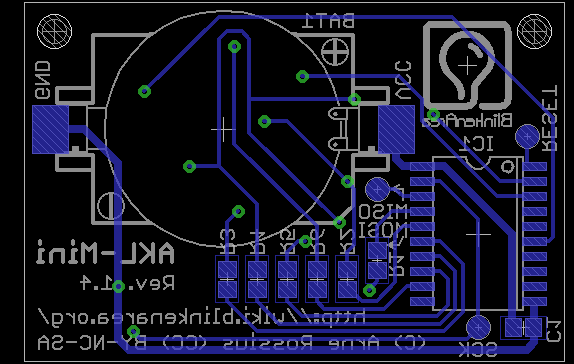 BAT1
GND
VCC
BlinkenArea
RESET
IC1
MISO
MOSI
AKL-Mini
Rev.1.4
http://wiki.blinkenarea.org/
(C) Arne Rossius (CC) BY-NC-SA
SCK
C1